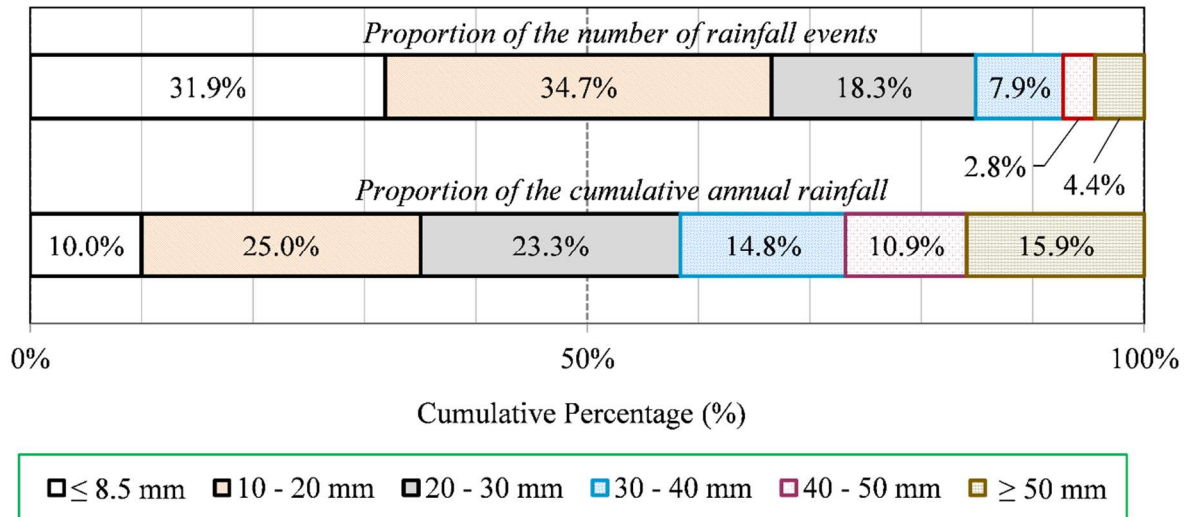 Proportion of the number of rainfall events
31.9% 34.7% 18.3% 7.9%
2.8% 4.4%
Proportion of the cumulative annual rainfall
10.0% 25.0% 23.3% 14.8% 10.9% 15.9%
0% 50% 100%
Cumulative Percentage (%)
≤ 8.5 mm 10 - 20 mm 20 - 30 mm 30 - 40 mm 40 - 50 mm ≥ 50 mm